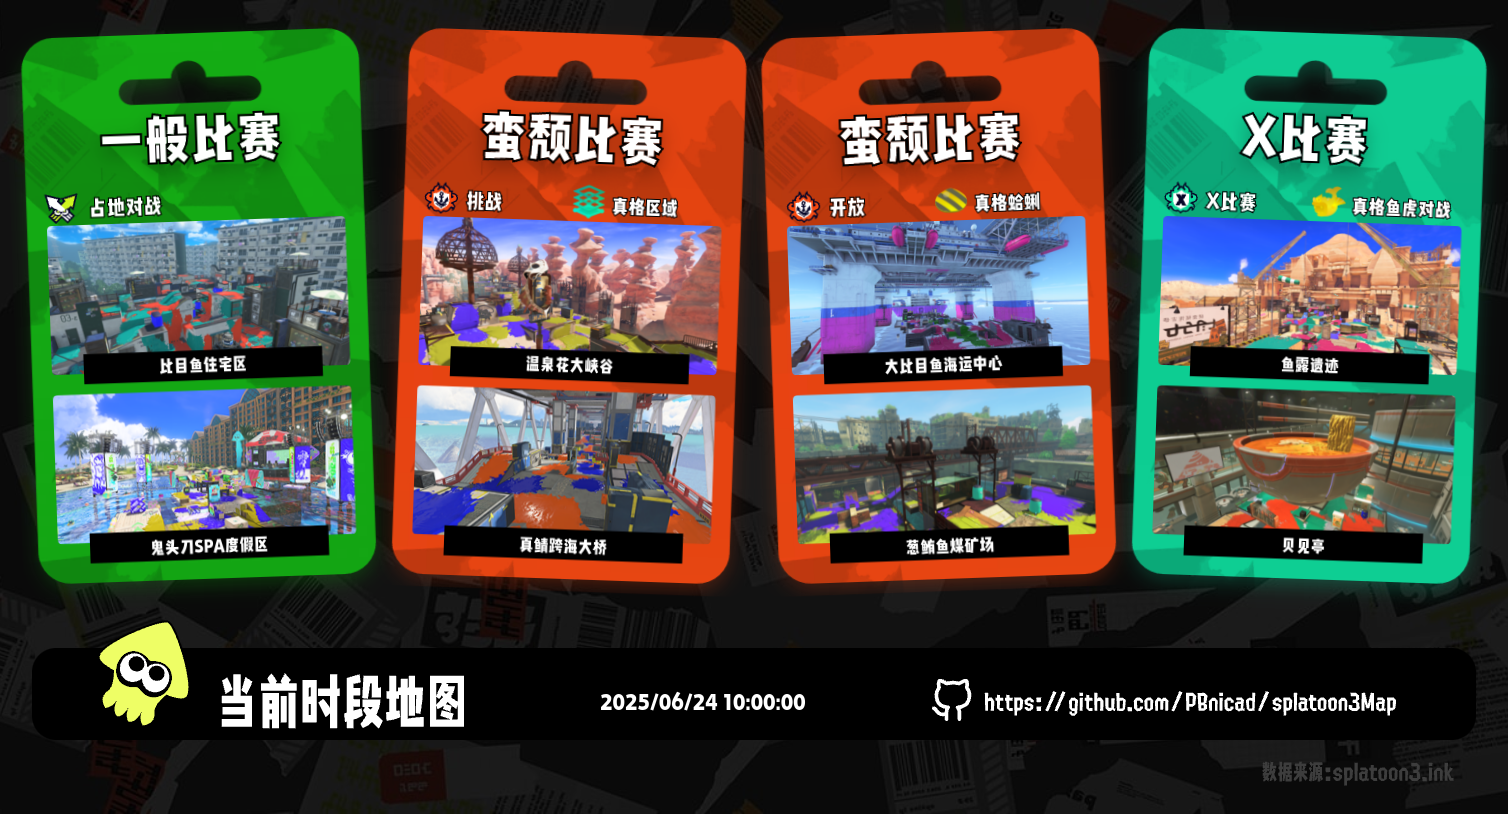 一般比赛
占地对战
比目鱼住宅区
鬼头刀SPA度假区
蛮颓比赛
挑战
真格区域
温泉花大峡谷
真鲭跨海大桥
蛮颓比赛
开放
真格蛤蜊
大比目鱼海运中心
葱鲔鱼煤矿场
X比赛
X比赛
真格鱼虎对战
鱼露遗迹
贝见亭
当前时段地图
2025/06/24 10:00:00
https://github.com/PBnicad/splatoon3Map
数据来源:splatoon3.ink